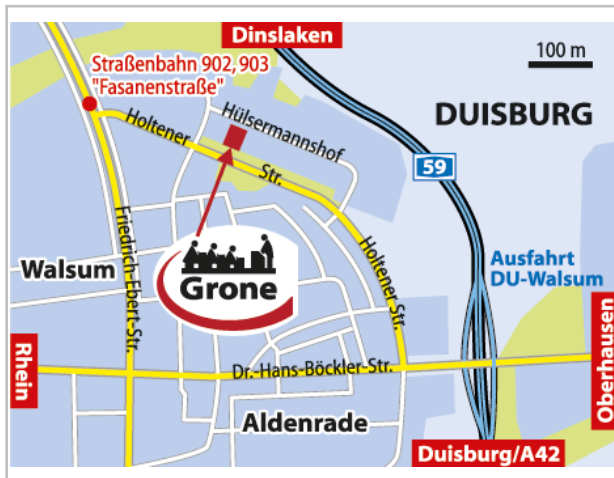 Dinslaken
100 m
Straßenbahn 902, 903
"Fasanenstraße"
DUISBURG
Hülsermannshof
Holtener
Str.
59
Friedrich-Ebert-Str.
Holtener Str.
Walsum
Grone
Ausfahrt
DU-Walsum
Rhein
Dr.-Hans-Böckler-Str.
Oberhausen
Aldenrade
Duisburg/A42